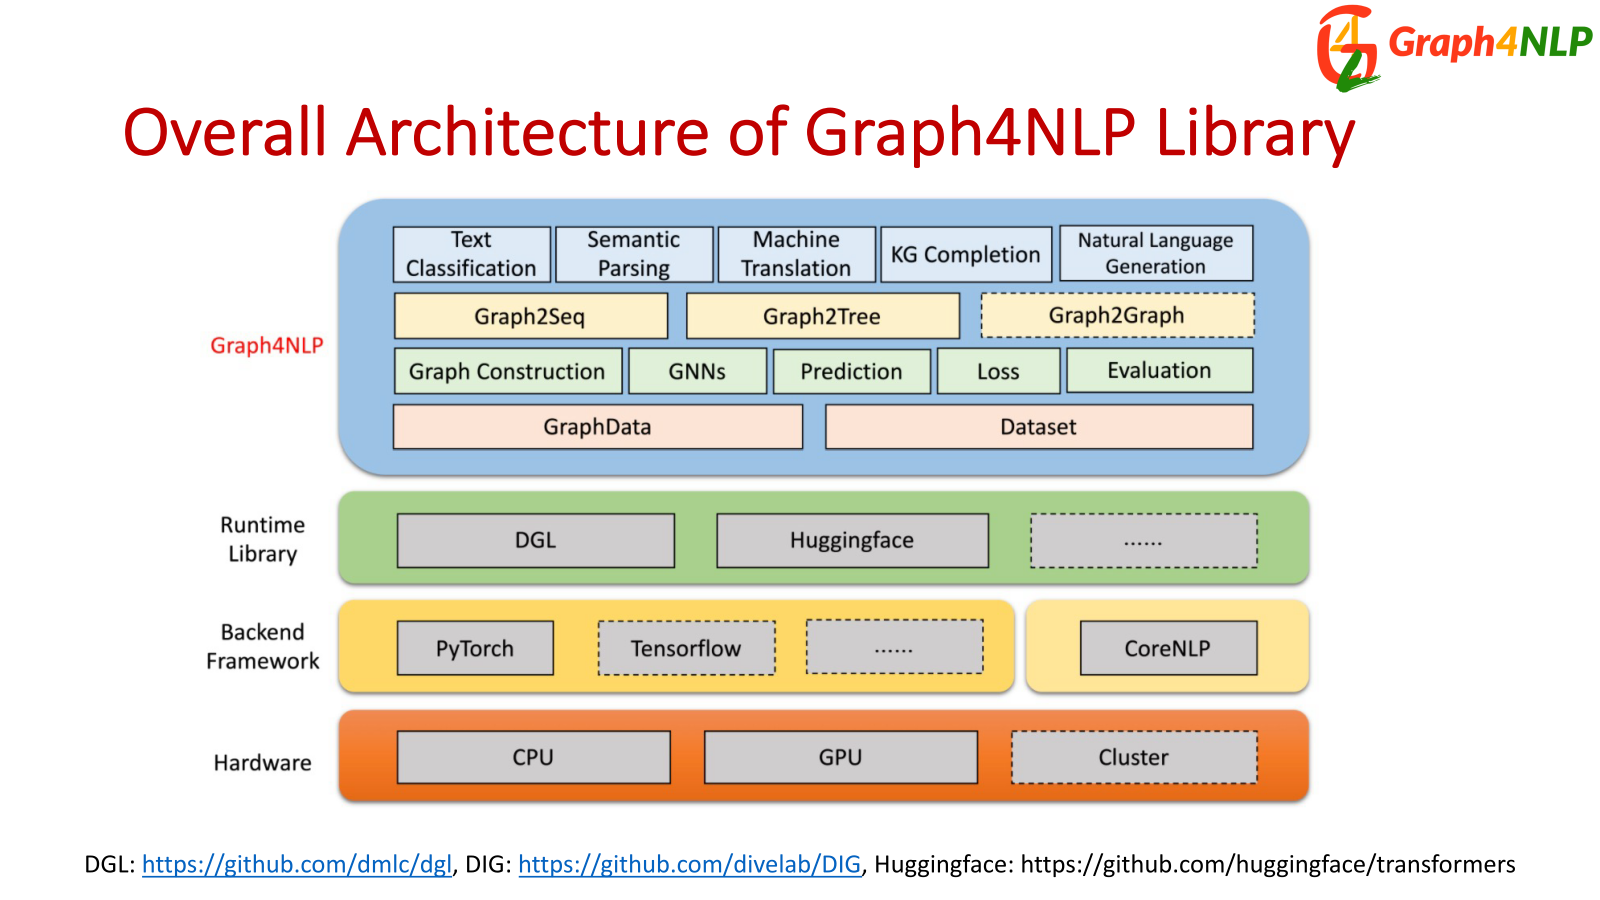 Graph4NLP
Overall Architecture of Graph4NLP Library
Text
Classification
Semantic
Parsing
Machine
Translation
KG Completion
Natural Language
Generation
Graph2Seq
Graph2Tree
Graph2Graph
Graph4NLP
Graph Construction
GNNs
Prediction
Loss
Evaluation
GraphData
Dataset
Runtime
Library
DGL
Huggingface
......
Backend
Framework
PyTorch
Tensorflow
......
CoreNLP
Hardware
CPU
GPU
Cluster
DGL: https://github.com/dmlc/dgl, DIG: https://github.com/divelab/DIG, Huggingface: https://github.com/huggingface/transformers